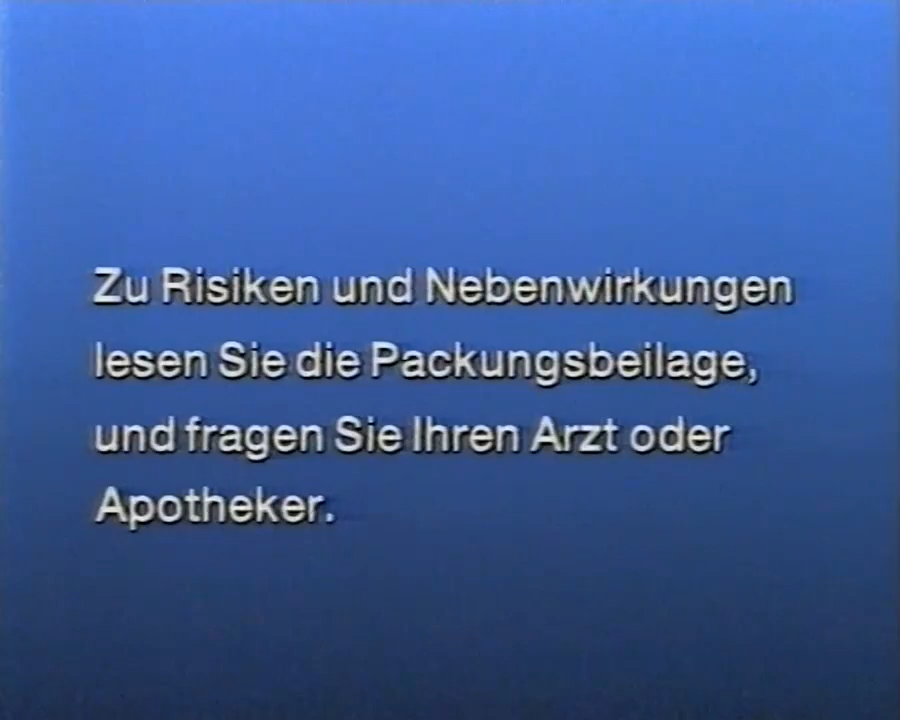 Zu Risiken und Nebenwirkungen
lesen Sie die Packungsbeilage,
und fragen Sie Ihren Arzt oder
Apotheker.